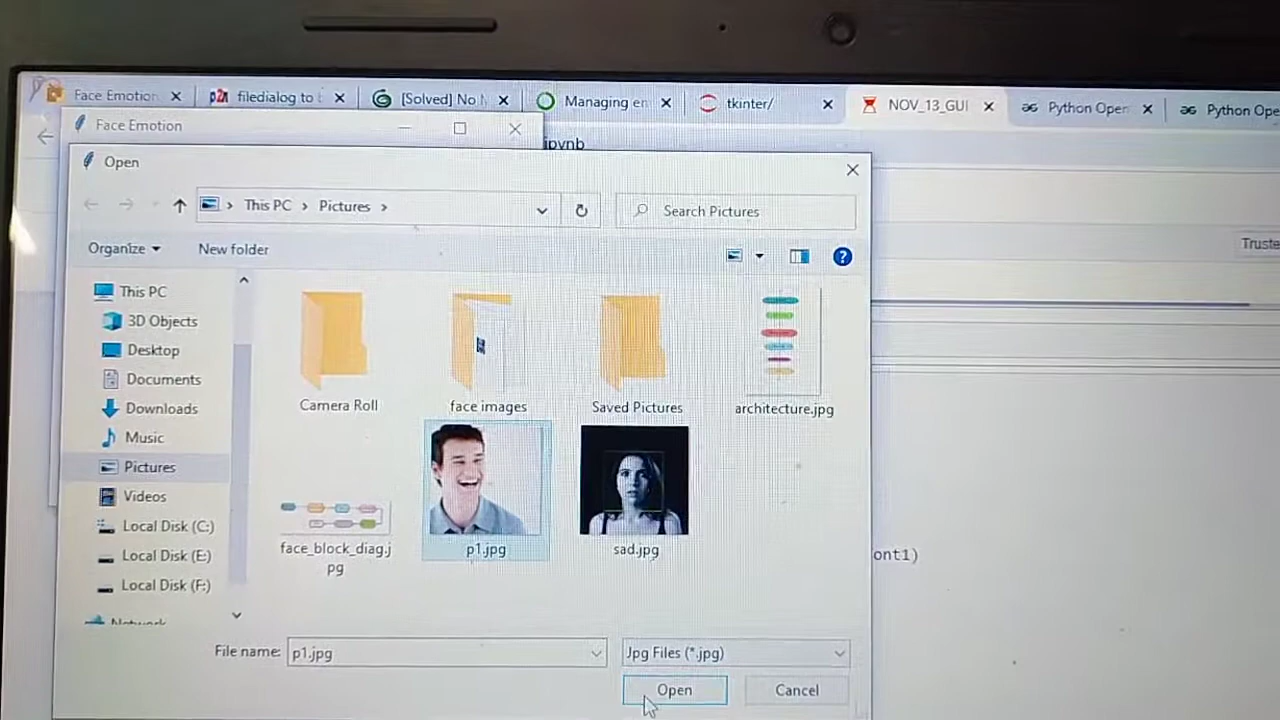 Face Emotion
filedialog to
[Solved] No
Managing en
tkinter/
NOV_13_GUI
Python Open
Python Ope
Face Emotion
ipynb
Open
This PC > Pictures >
Search Pictures
Organize
New folder
Truste
This PC
3D Objects
Desktop
Documents
Downloads
Music
Pictures
Videos
Local Disk (C:)
Local Disk (E:)
Local Disk (F:)
Network
Camera Roll
face images
Saved Pictures
architecture.jpg
face_block_diag.j
pg
p1.jpg
sad.jpg
ont1)
File name:
p1.jpg
Jpg Files (*.jpg)
Open
Cancel